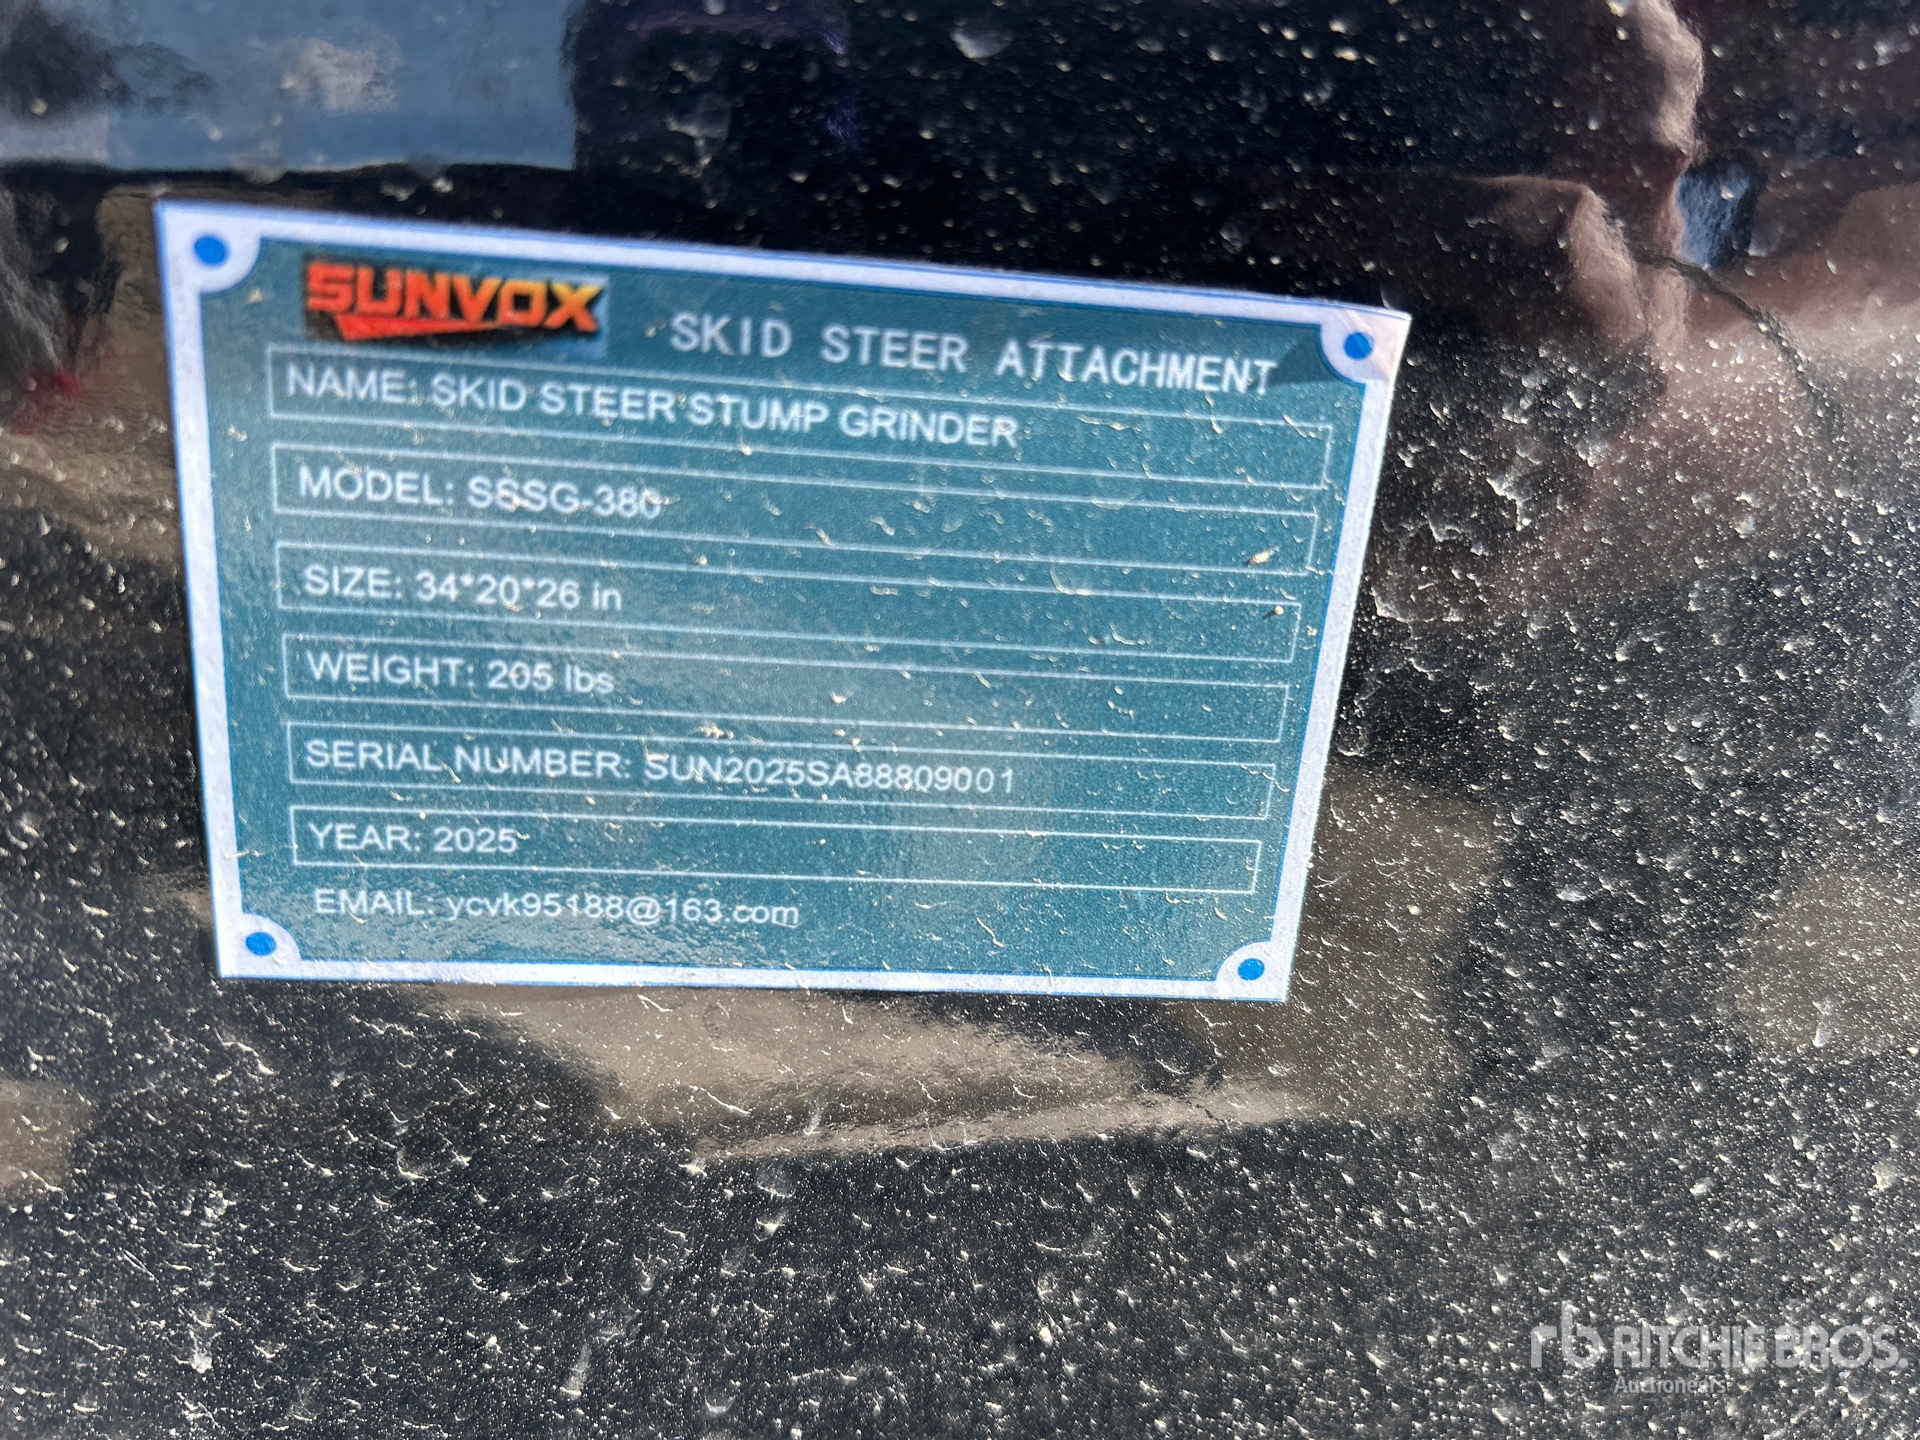 SUNVOX SKID STEER ATTACHMENT
NAME: SKID STEER STUMP GRINDER
MODEL: SSSG-380
SIZE: 34*20*26 in
WEIGHT: 205 lbs
SERIAL NUMBER: SUN2025SA88809001
YEAR: 2025
EMAIL: ycvk95188@163.com
rb RITCHIE BROS.
Auctioneers